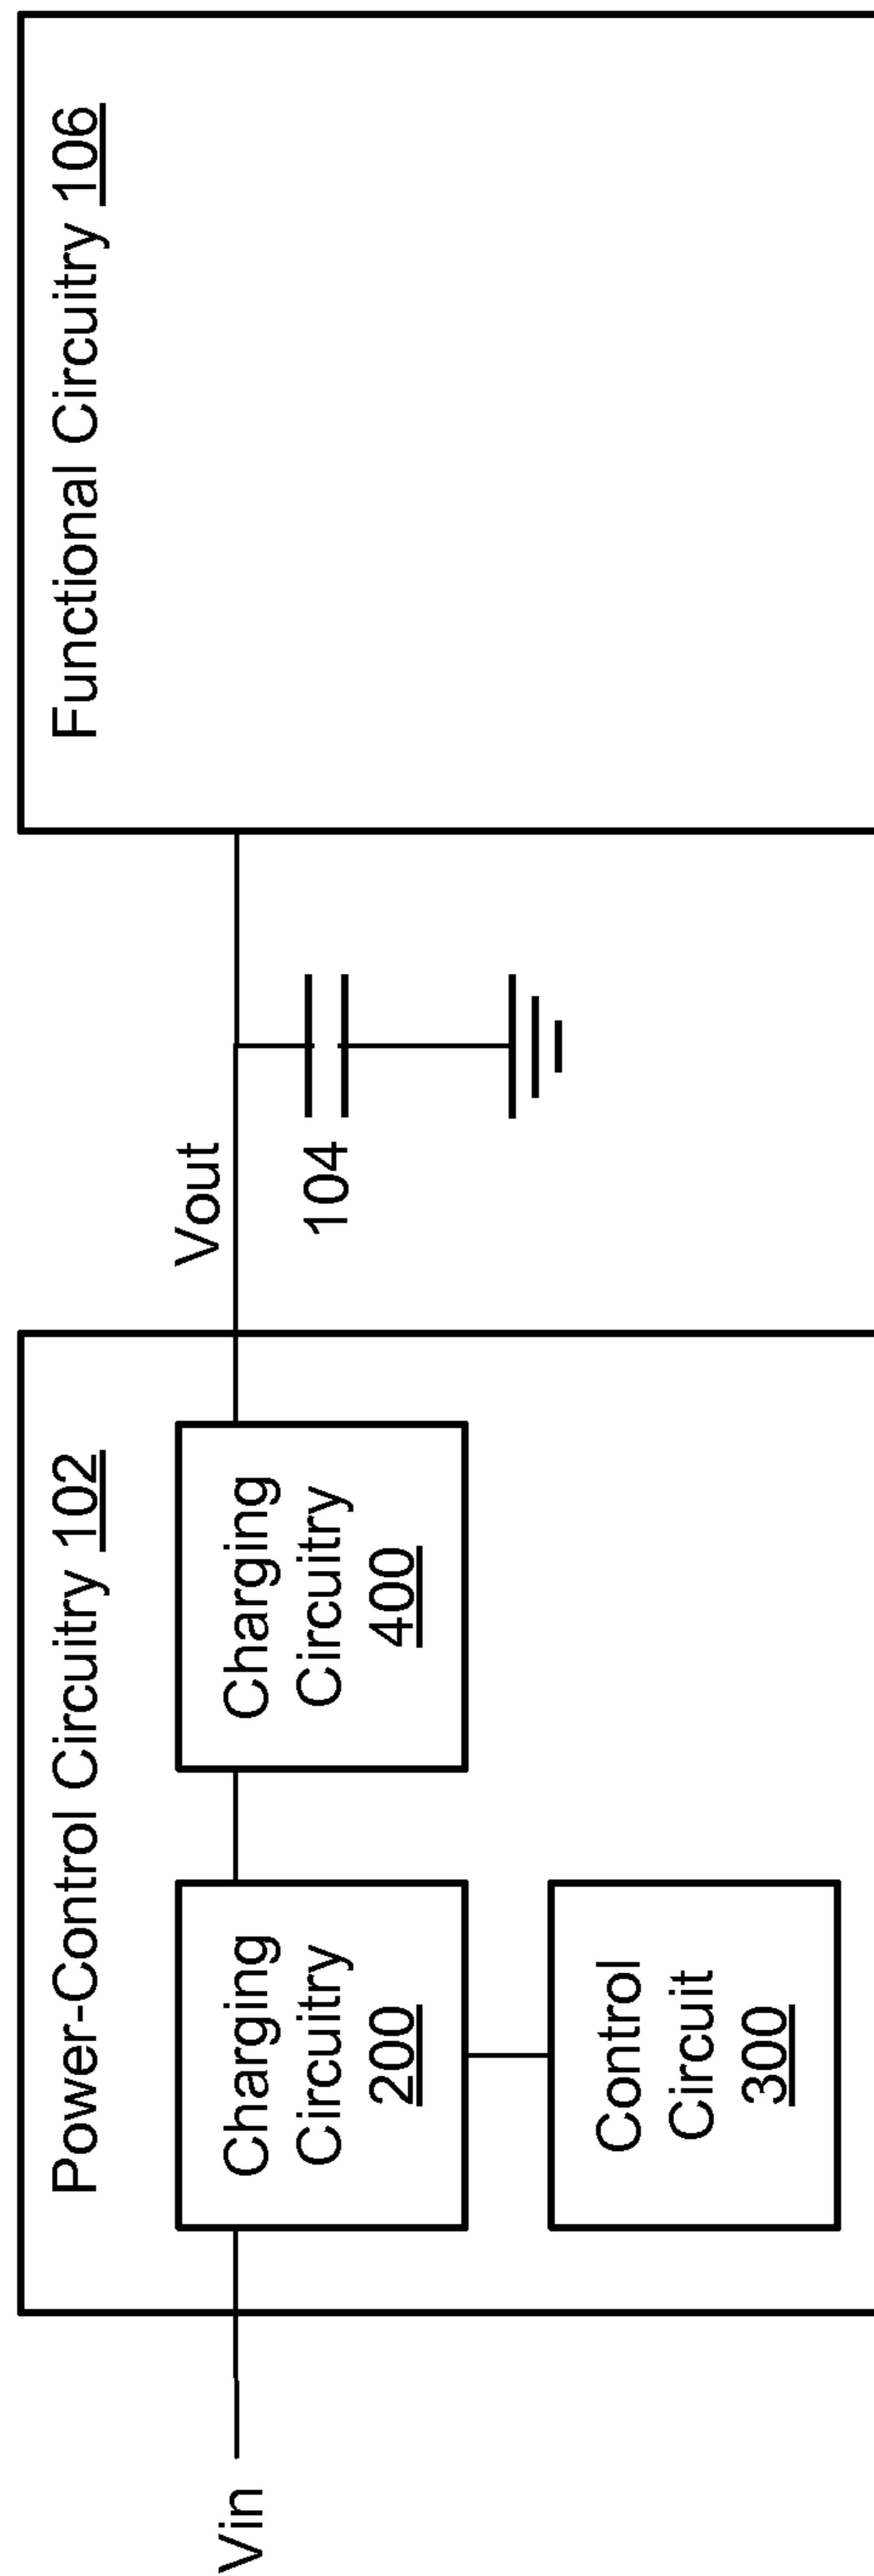 Power-Control Circuitry 102
Functional Circuitry 106
Vin
Charging
Circuitry
200
Charging
Circuitry
400
Vout
104
Control
Circuit
300